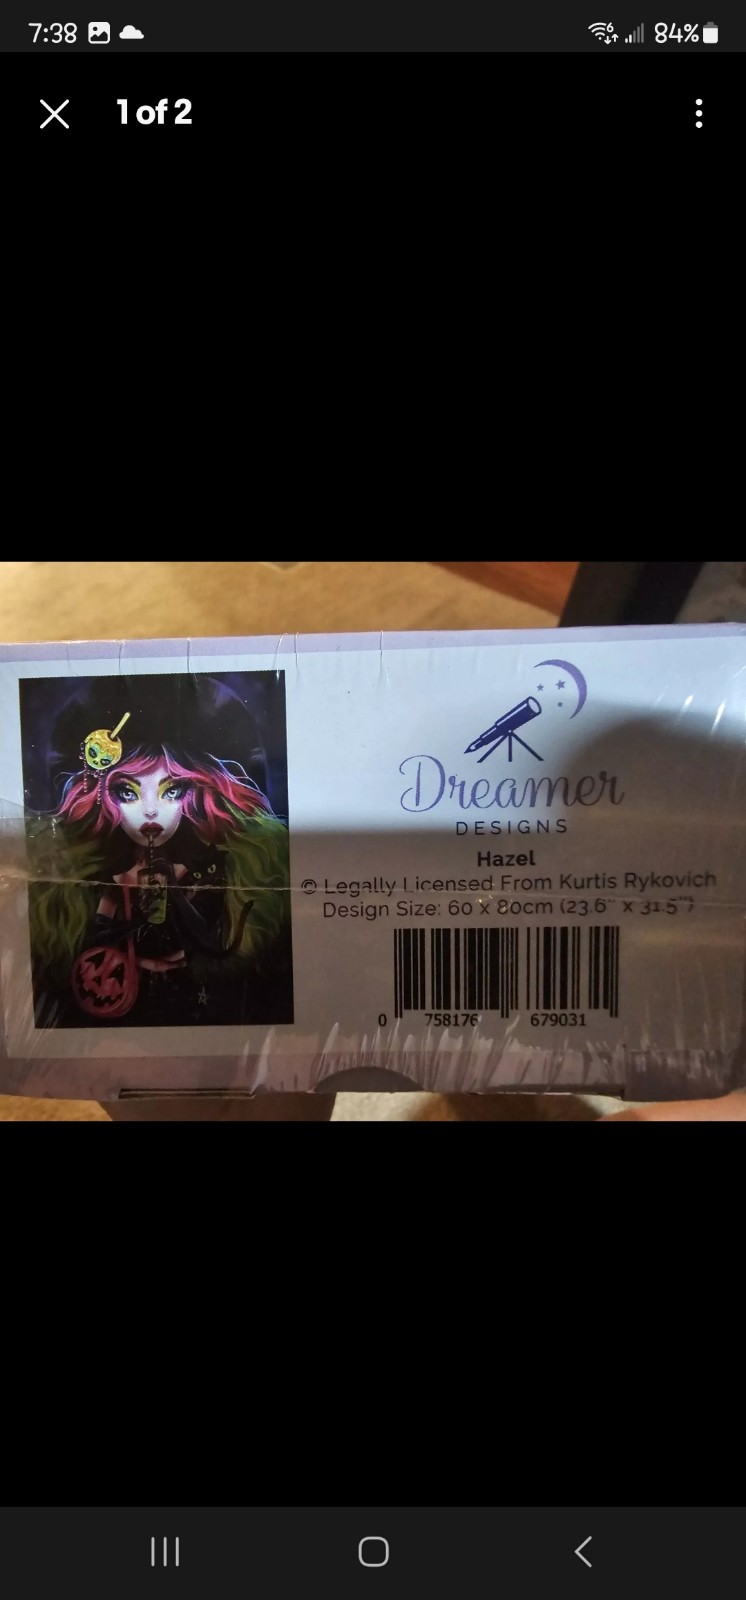 7:38
84%
1 of 2
Dreamer
DESIGNS
Hazel
© Legally Licensed From Kurtis Rykovich
Design Size: 60 x 80cm (23.6" x 31.5")
0 758176 679031